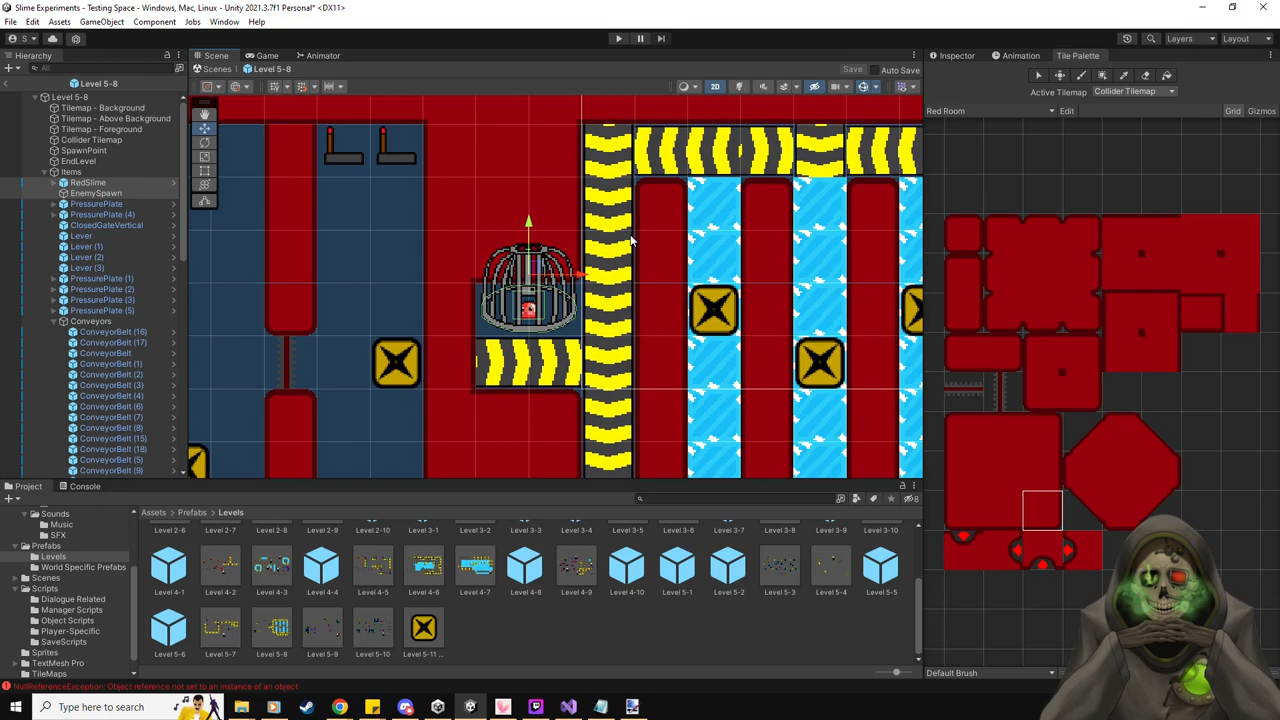 Slime Experiments - Testing Space - Windows, Mac, Linux - Unity 2021.3.7f1 Personal* <DX11>
File Edit Assets GameObject Component Jobs Window Help
S Layers Layout
Hierarchy Scene Game Animator Inspector Animation Tile Palette
All Scenes Level 5-8 Save Auto Save
Level 5-8 2D Active Tilemap Collider Tilemap
Level 5-8
Tilemap - Background Red Room Edit Grid Gizmos
Tilemap - Above Background
Tilemap - Foreground
Collider Tilemap
SpawnPoint
EndLevel
Items
RedSlime
EnemySpawn
PressurePlate
PressurePlate (4)
ClosedGateVertical
Lever
Lever (1)
Lever (2)
Lever (3)
PressurePlate (1)
PressurePlate (2)
PressurePlate (3)
PressurePlate (5)
Conveyors
ConveyorBelt (16)
ConveyorBelt (17)
ConveyorBelt
ConveyorBelt (1)
ConveyorBelt (2)
ConveyorBelt (3)
ConveyorBelt (4)
ConveyorBelt (6)
ConveyorBelt (7)
ConveyorBelt (8)
ConveyorBelt (15)
ConveyorBelt (18)
ConveyorBelt (5)
ConveyorBelt (9)
Project Console
8
Assets Prefabs Levels
Sounds
Music
SFX
Prefabs
Levels
World Specific Prefabs
Scenes
Scripts
Dialogue Related
Manager Scripts
Object Scripts
Player-Specific
SaveScripts
Sprites
TextMesh Pro
TileMaps
Level 2-6 Level 2-7 Level 2-8 Level 2-9 Level 2-10 Level 3-1 Level 3-2 Level 3-3 Level 3-4 Level 3-5 Level 3-6 Level 3-7 Level 3-8 Level 3-9 Level 3-10
Level 4-1 Level 4-2 Level 4-3 Level 4-4 Level 4-5 Level 4-6 Level 4-7 Level 4-8 Level 4-9 Level 4-10 Level 5-1 Level 5-2 Level 5-3 Level 5-4 Level 5-5
Level 5-6 Level 5-7 Level 5-8 Level 5-9 Level 5-10 Level 5-11 ...
Default Brush
NullReferenceException: Object reference not set to an instance of an object
Type here to search